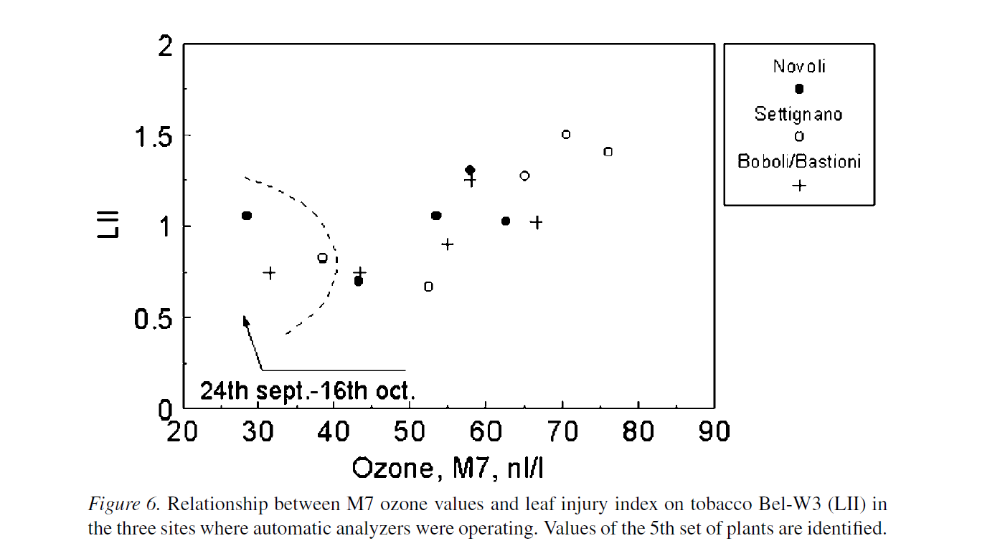 2
1.5
1
0.5
0
LII
20 30 40 50 60 70 80 90
Ozone, M7, nl/l
24th sept.-16th oct.
Novoli
Settignano
Boboli/Bastioni
Figure 6. Relationship between M7 ozone values and leaf injury index on tobacco Bel-W3 (LII) in
the three sites where automatic analyzers were operating. Values of the 5th set of plants are identified.